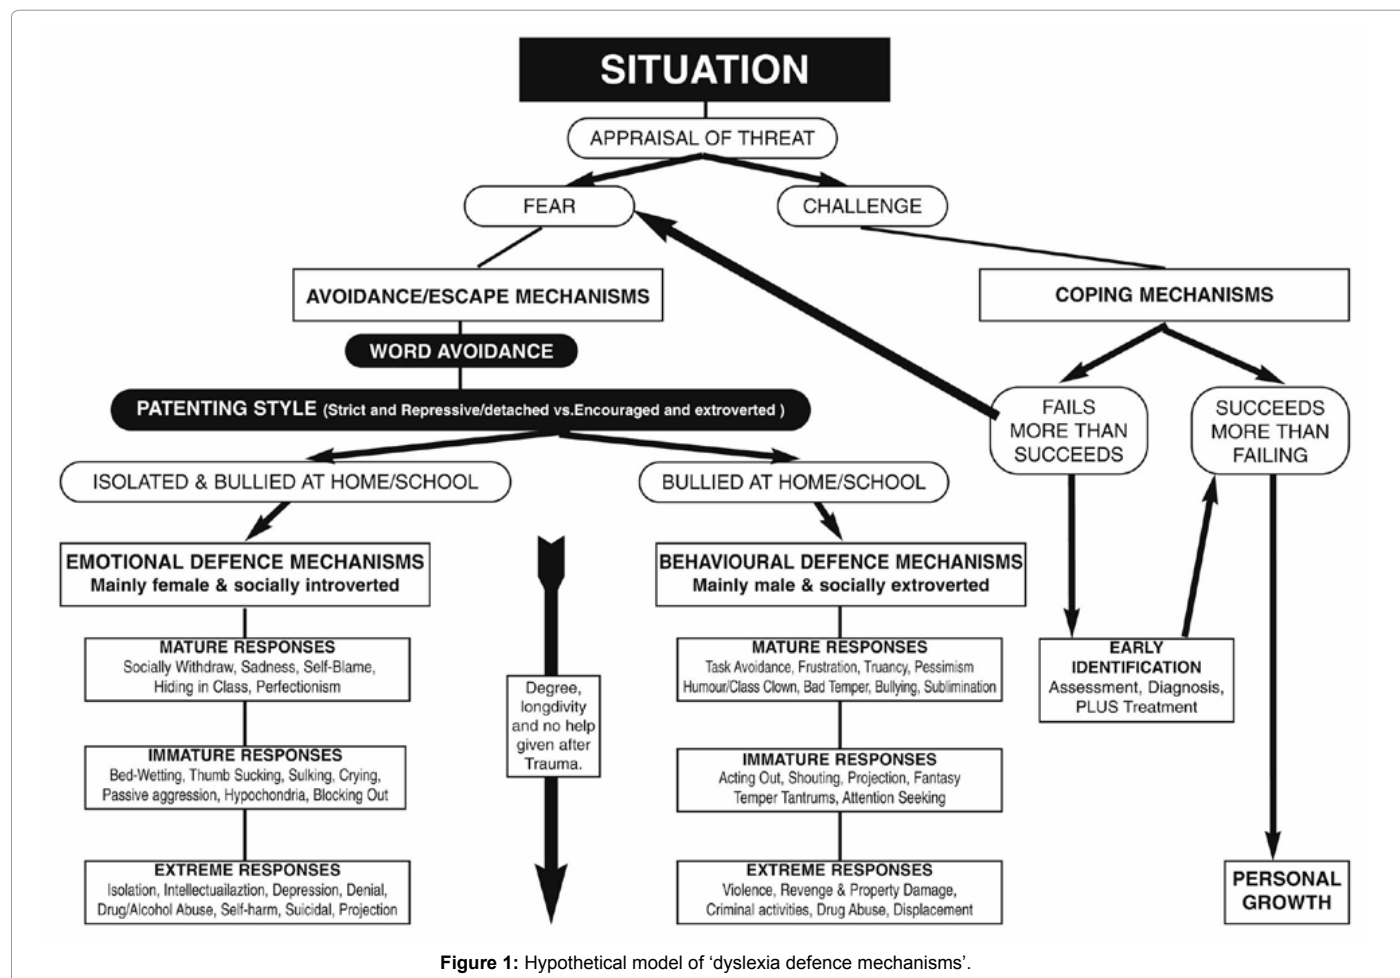 SITUATION
APPRAISAL OF THREAT
FEAR
CHALLENGE
AVOIDANCE/ESCAPE MECHANISMS
COPING MECHANISMS
WORD AVOIDANCE
PATENTING STYLE (Strict and Repressive/detached vs.Encouraged and extroverted )
FAILS
MORE THAN
SUCCEEDS
SUCCEEDS
MORE THAN
FAILING
ISOLATED & BULLIED AT HOME/SCHOOL
BULLIED AT HOME/SCHOOL
EMOTIONAL DEFENCE MECHANISMS
Mainly female & socially introverted
BEHAVIOURAL DEFENCE MECHANISMS
Mainly male & socially extroverted
MATURE RESPONSES
Socially Withdraw, Sadness, Self-Blame,
Hiding in Class, Perfectionism
MATURE RESPONSES
Task Avoidance, Frustration, Truancy, Pessimism
Humour/Class Clown, Bad Temper, Bullying, Sublimination
EARLY
IDENTIFICATION
Assessment, Diagnosis,
PLUS Treatment
Degree,
longdivity
and no help
given after
Trauma.
IMMATURE RESPONSES
Bed-Wetting, Thumb Sucking, Sulking, Crying,
Passive aggression, Hypochondria, Blocking Out
IMMATURE RESPONSES
Acting Out, Shouting, Projection, Fantasy
Temper Tantrums, Attention Seeking
EXTREME RESPONSES
Isolation, Intellectuailaztion, Depression, Denial,
Drug/Alcohol Abuse, Self-harm, Suicidal, Projection
EXTREME RESPONSES
Violence, Revenge & Property Damage,
Criminal activities, Drug Abuse, Displacement
PERSONAL
GROWTH
Figure 1: Hypothetical model of ‘dyslexia defence mechanisms’.